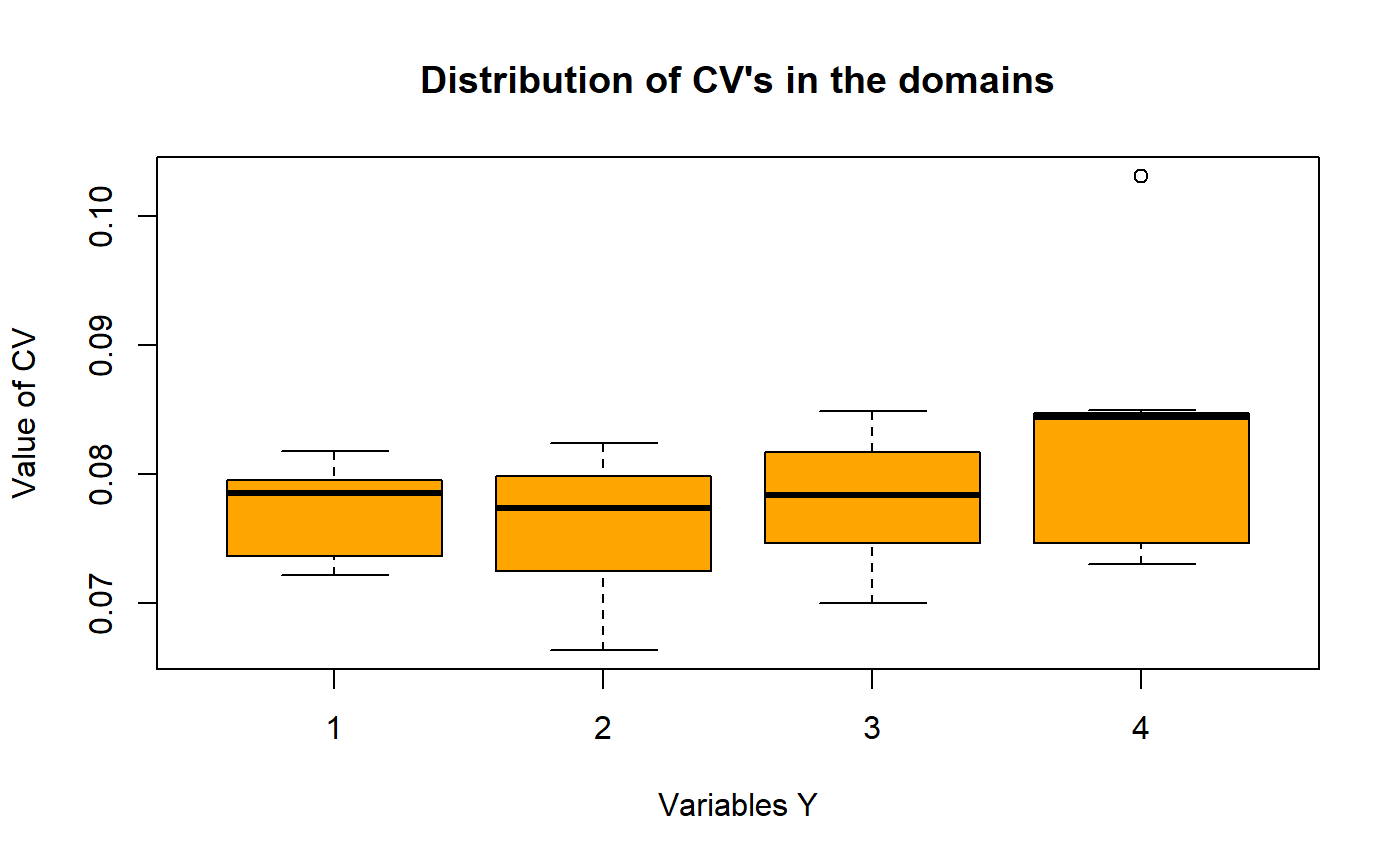 Distribution of CV's in the domains
Value of CV
0.10
0.09
0.08
0.07
1 2 3 4
Variables Y